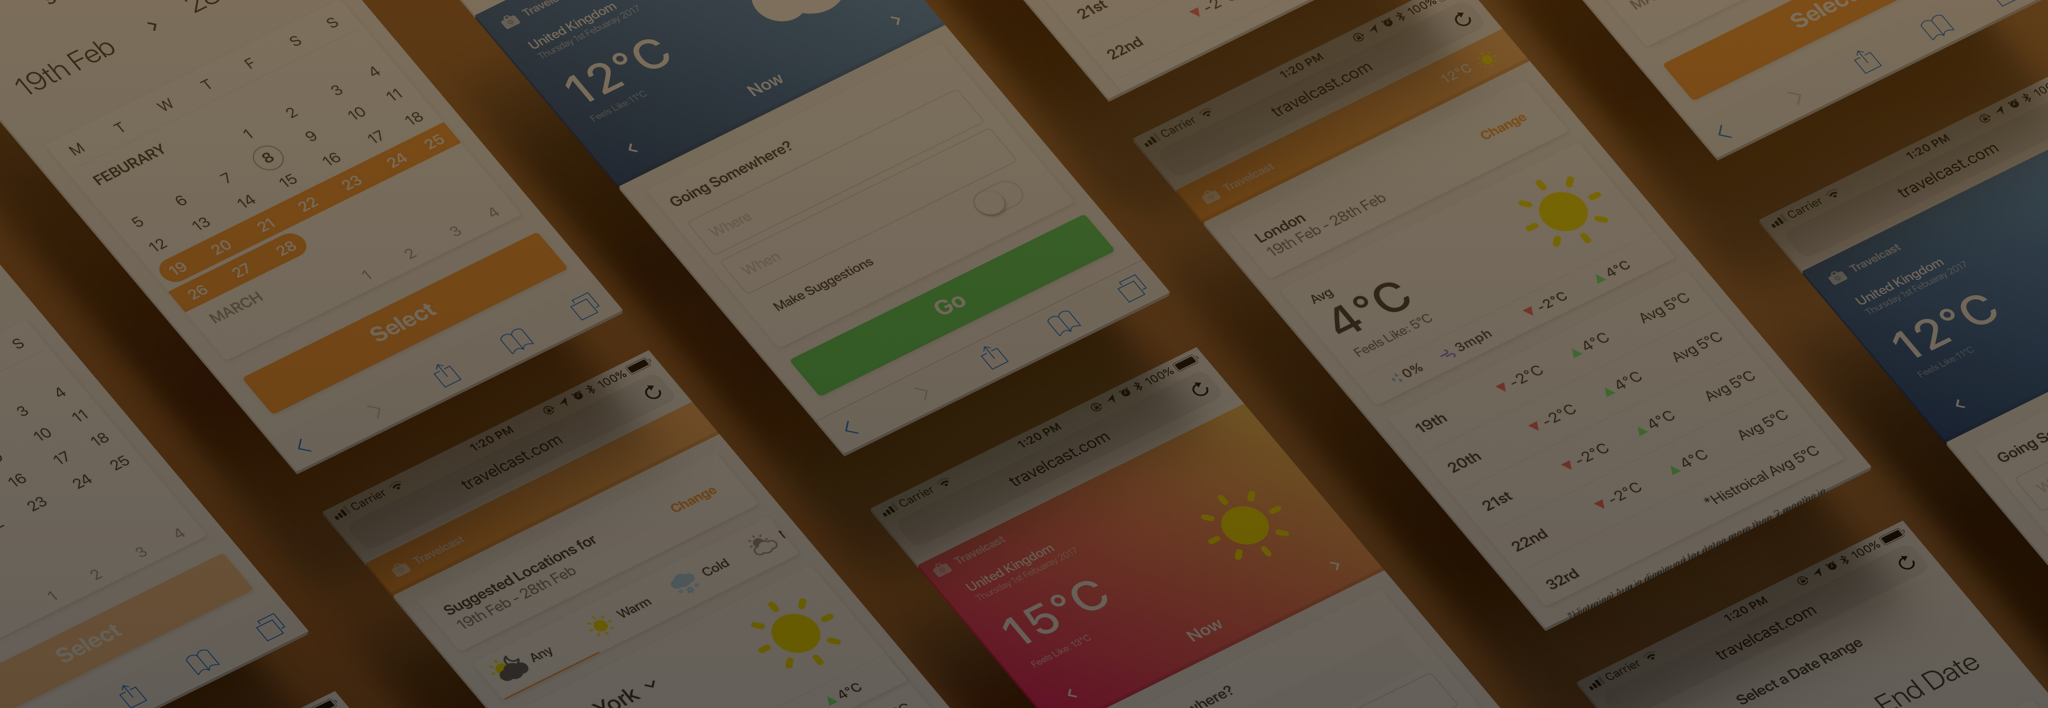 19th Feb
>
28
M T W T F S S
FEBURARY
1 2 3 4
5 6 7 8 9 10 11
12 13 14 15 16 17 18
19 20 21 22 23 24 25
26 27 28
MARCH
1 2 3 4
Select
S
3 4
10 11
16 17 18
23 24 25
1 2 3 4
Select
Travelcast
United Kingdom
Thursday 1st Febuaray 2017
12°C
Feels Like: 11°C
Now
Going Somewhere?
Where
When
Make Suggestions
Go
Carrier
1:20 PM
100%
travelcast.com
Travelcast
Suggested Locations for
19th Feb - 28th Feb
Change
Any
Warm
Cold
York
4°C
Carrier
1:20 PM
100%
travelcast.com
Travelcast
United Kingdom
Thursday 1st Febuaray 2017
15°C
Feels Like: 13°C
Now
where?
21st
-2°
22nd
Carrier
1:20 PM
100%
travelcast.com
Travelcast
12°C
London
19th Feb - 28th Feb
Change
Avg
4°C
Feels Like: 5°C
0% 3mph -2°C 4°C
19th -2°C 4°C Avg 5°C
20th -2°C 4°C Avg 5°C
21st -2°C 4°C Avg 5°C
22nd -2°C 4°C Avg 5°C
32rd *Histroical Avg 5°C
Select
Carrier
1:20 PM
100%
travelcast.com
Travelcast
United Kingdom
Thursday 1st Febuaray 2017
12°C
Feels Like: 11°C
Going So
Carrier
1:20 PM
100%
travelcast.com
Select a Date Range
End Date